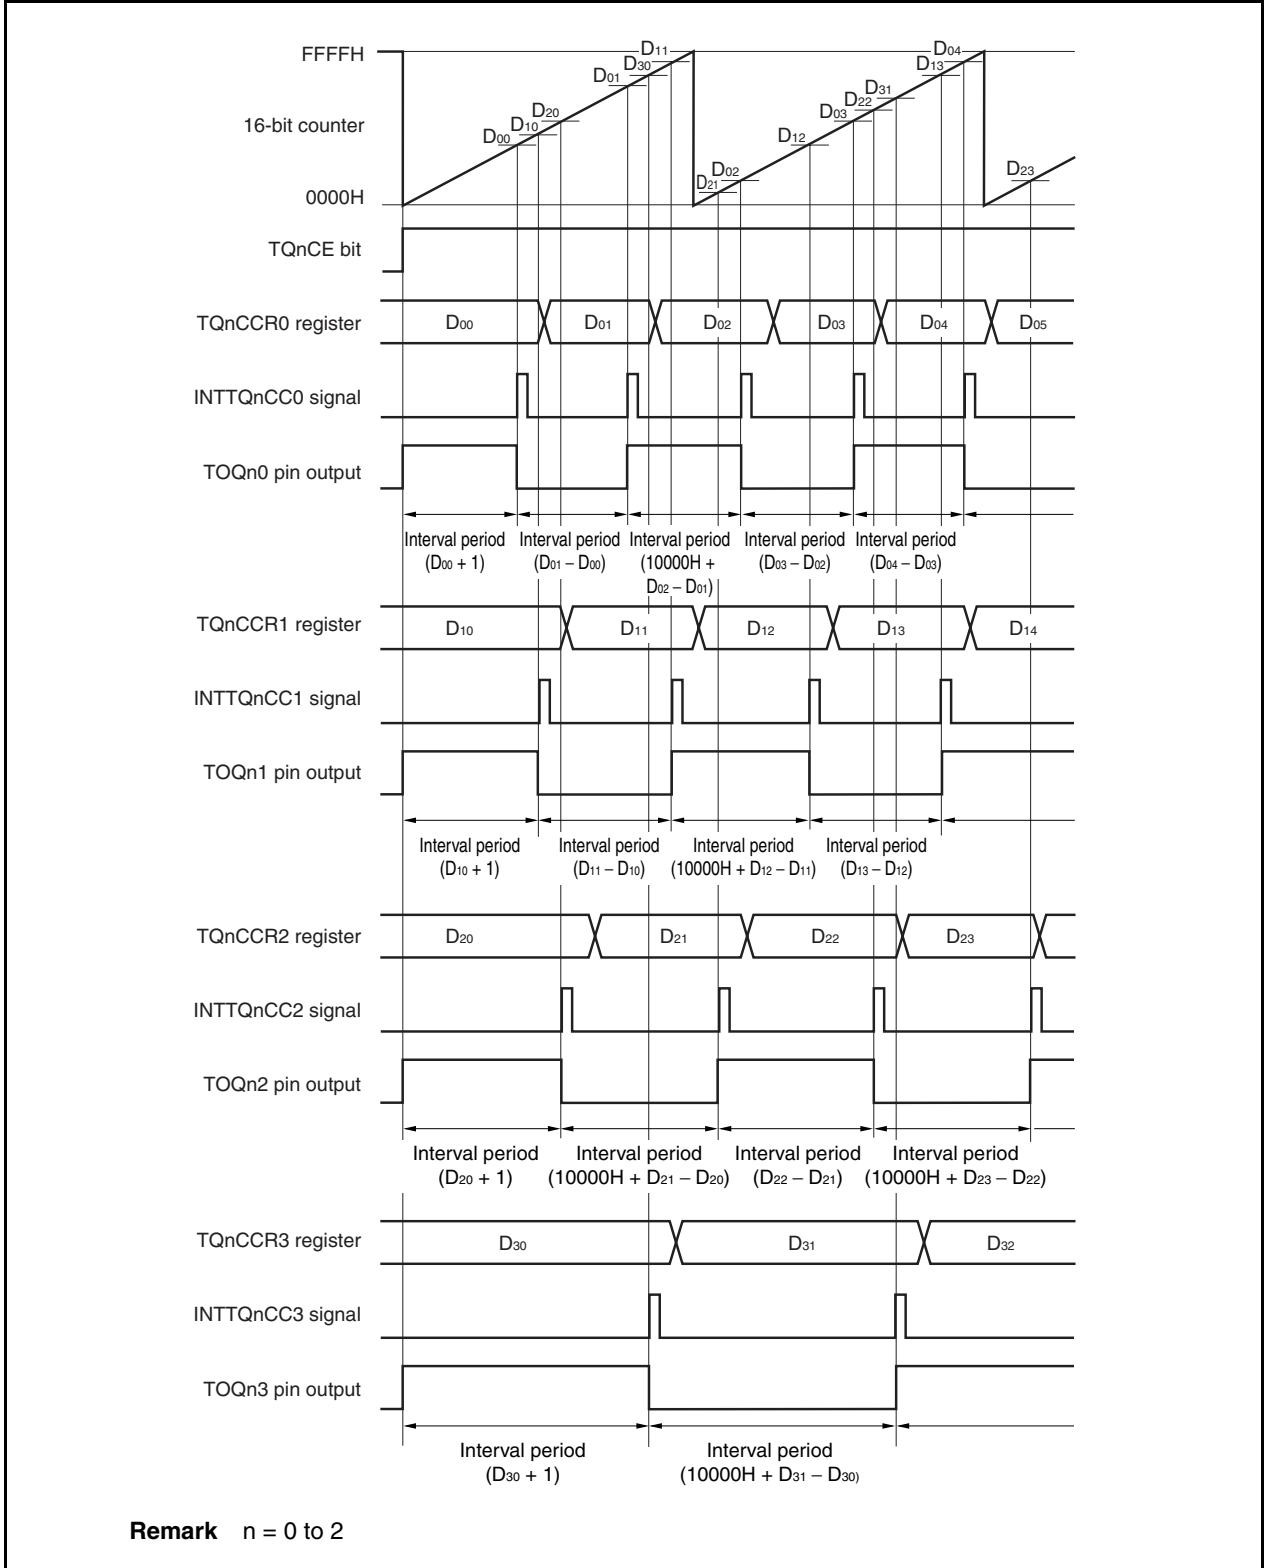 FFFFH
16-bit counter
0000H
D00
D10
D20
D01
D30
D11
D21
D02
D12
D03
D22
D31
D13
D04
D23
TQnCE bit
TQnCCR0 register
D00 D01 D02 D03 D04 D05
INTTQnCC0 signal
TOQn0 pin output
Interval period Interval period Interval period Interval period Interval period
(D00 + 1) (D01 – D00) (10000H + (D03 – D02) (D04 – D03)
D02 – D01)
TQnCCR1 register
D10 D11 D12 D13 D14
INTTQnCC1 signal
TOQn1 pin output
Interval period Interval period Interval period Interval period
(D10 + 1) (D11 – D10) (10000H + D12 – D11) (D13 – D12)
TQnCCR2 register
D20 D21 D22 D23
INTTQnCC2 signal
TOQn2 pin output
Interval period Interval period Interval period Interval period
(D20 + 1) (10000H + D21 – D20) (D22 – D21) (10000H + D23 – D22)
TQnCCR3 register
D30 D31 D32
INTTQnCC3 signal
TOQn3 pin output
Interval period Interval period
(D30 + 1) (10000H + D31 – D30)
Remark n = 0 to 2